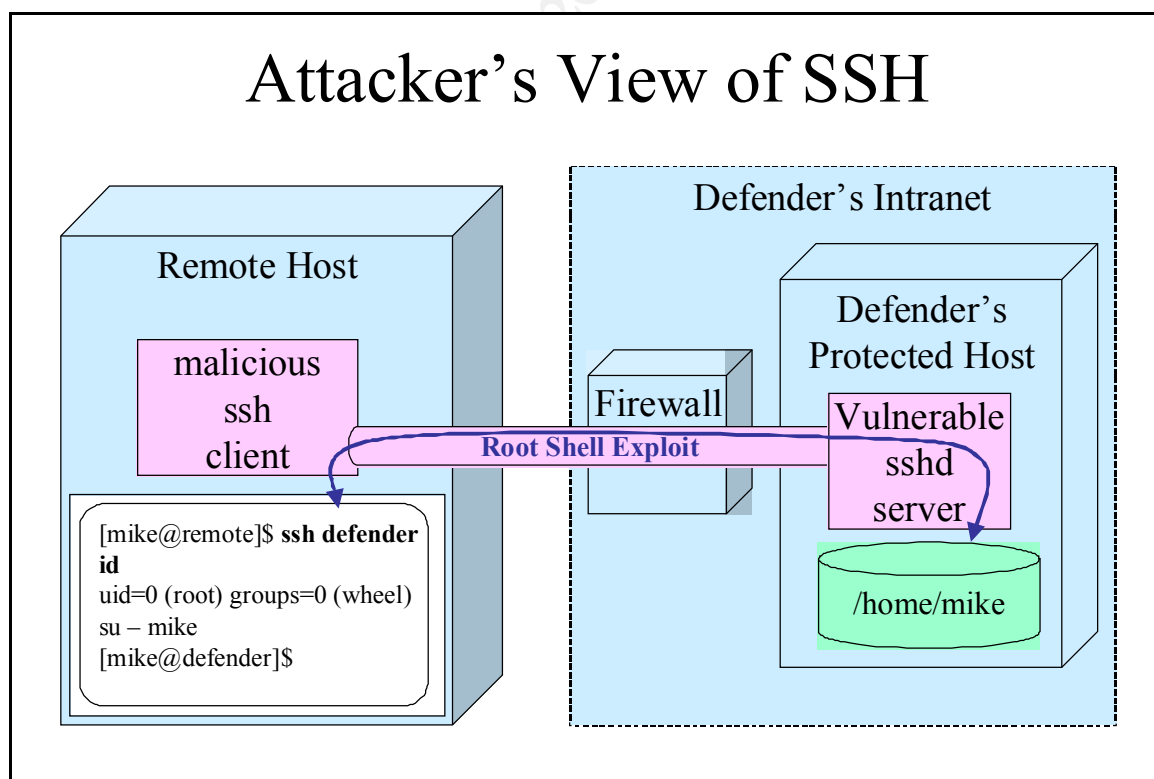 Attacker’s View of SSH
Remote Host
malicious
ssh
client
[mike@remote]$ ssh defender
id
uid=0 (root) groups=0 (wheel)
su – mike
[mike@defender]$
Root Shell Exploit
Defender’s Intranet
Firewall
Defender’s
Protected Host
Vulnerable
sshd
server
/home/mike